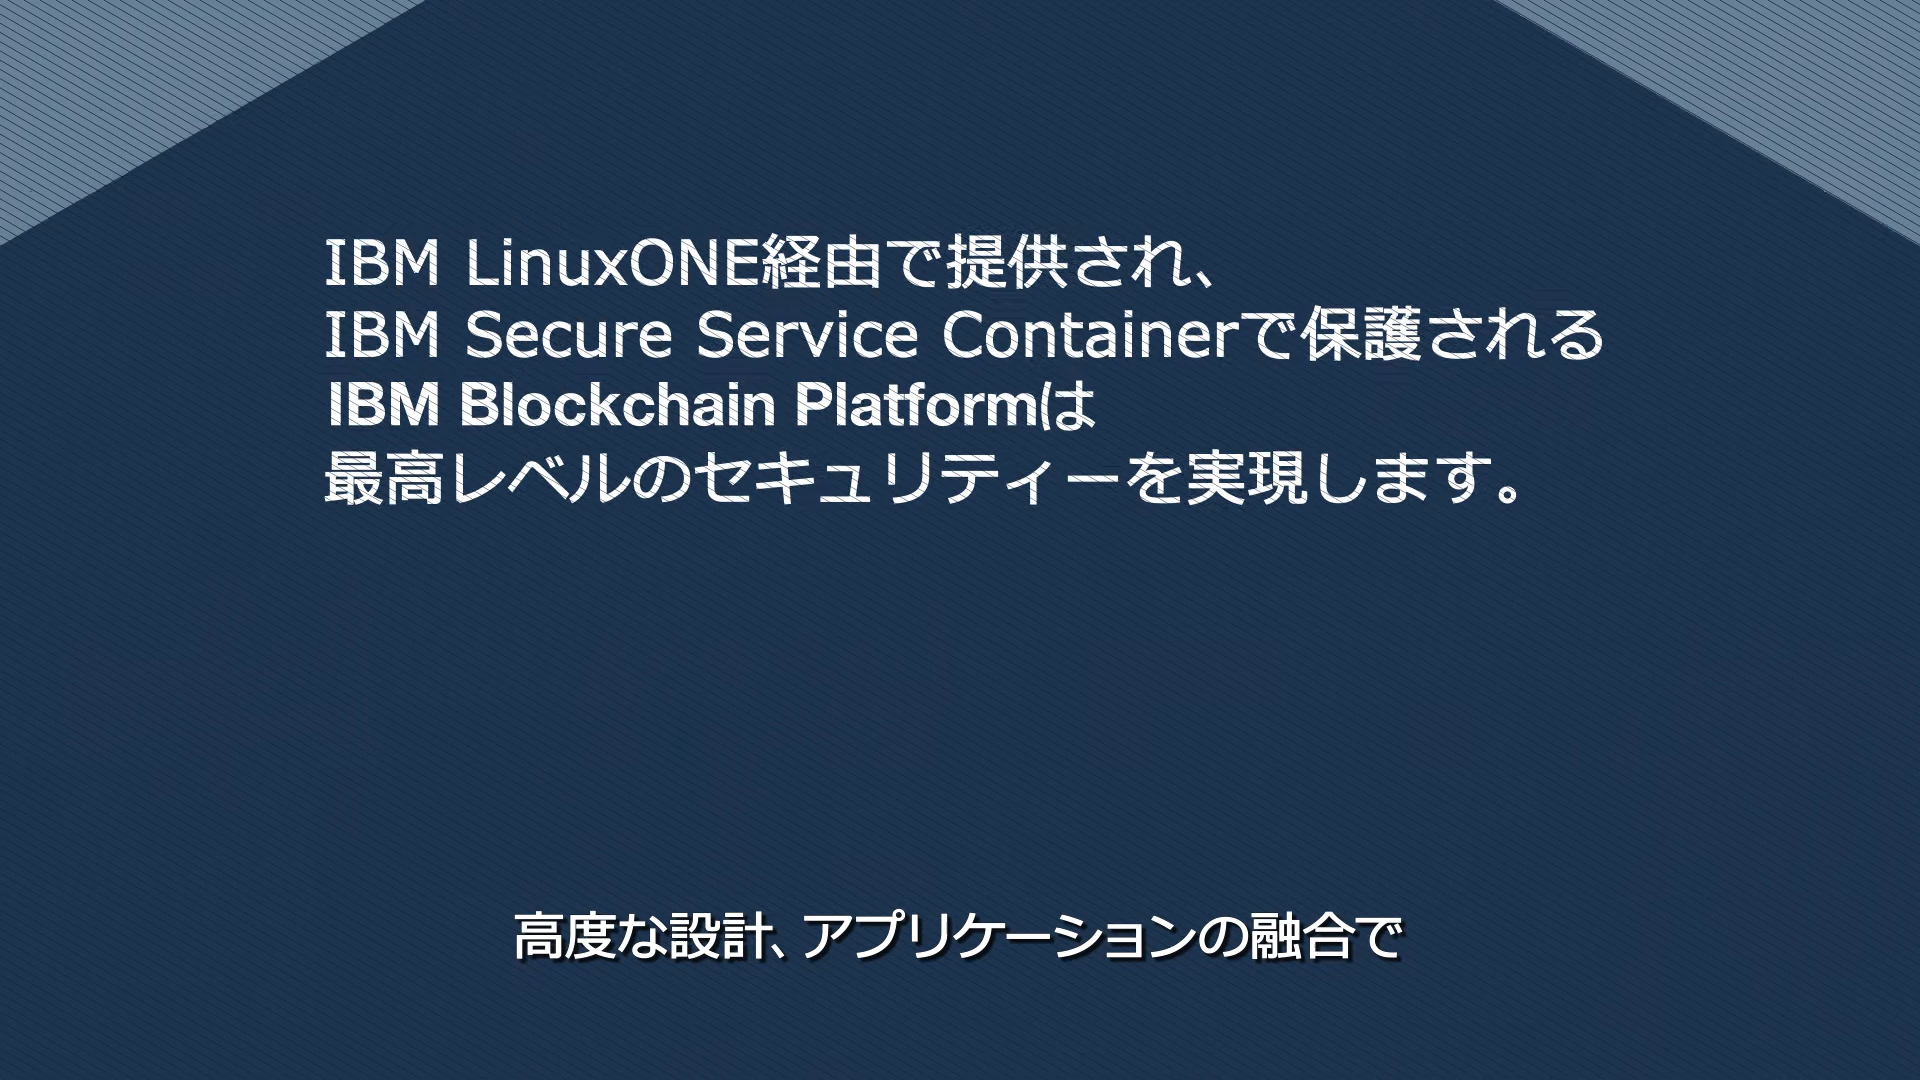 IBM LinuxONE経由で提供され、
IBM Secure Service Containerで保護される
IBM Blockchain Platformは
最高レベルのセキュリティーを実現します。
高度な設計、アプリケーションの融合で